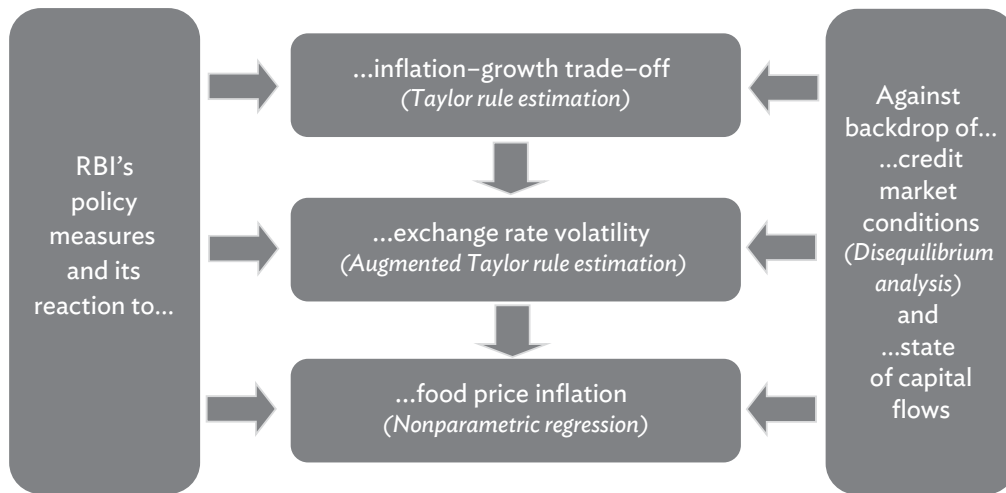 RBI's
policy
measures
and its
reaction to...
...inflation–growth trade–off
(Taylor rule estimation)
...exchange rate volatility
(Augmented Taylor rule estimation)
...food price inflation
(Nonparametric regression)
Against
backdrop of...
...credit
market
conditions
(Disequilibrium
analysis)
and
...state
of capital
flows